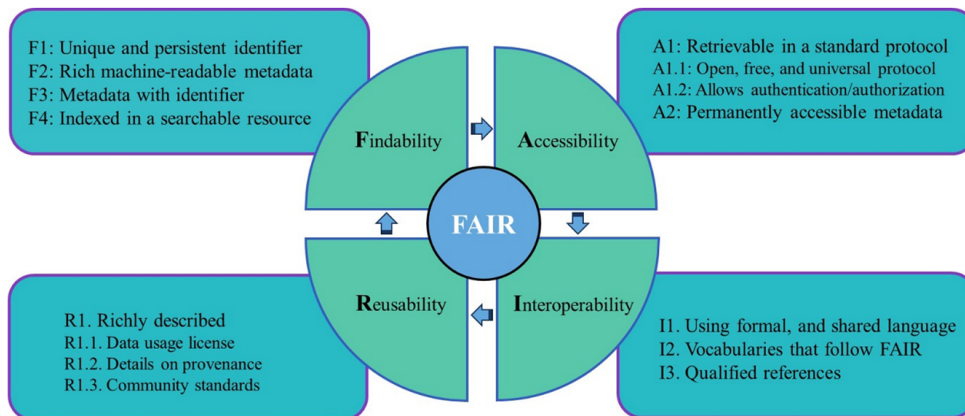 F1: Unique and persistent identifier
F2: Rich machine-readable metadata
F3: Metadata with identifier
F4: Indexed in a searchable resource
A1: Retrievable in a standard protocol
A1.1: Open, free, and universal protocol
A1.2: Allows authentication/authorization
A2: Permanently accessible metadata
Findability
Accessibility
FAIR
Reusability
Interoperability
R1. Richly described
R1.1. Data usage license
R1.2. Details on provenance
R1.3. Community standards
I1. Using formal, and shared language
I2. Vocabularies that follow FAIR
I3. Qualified references